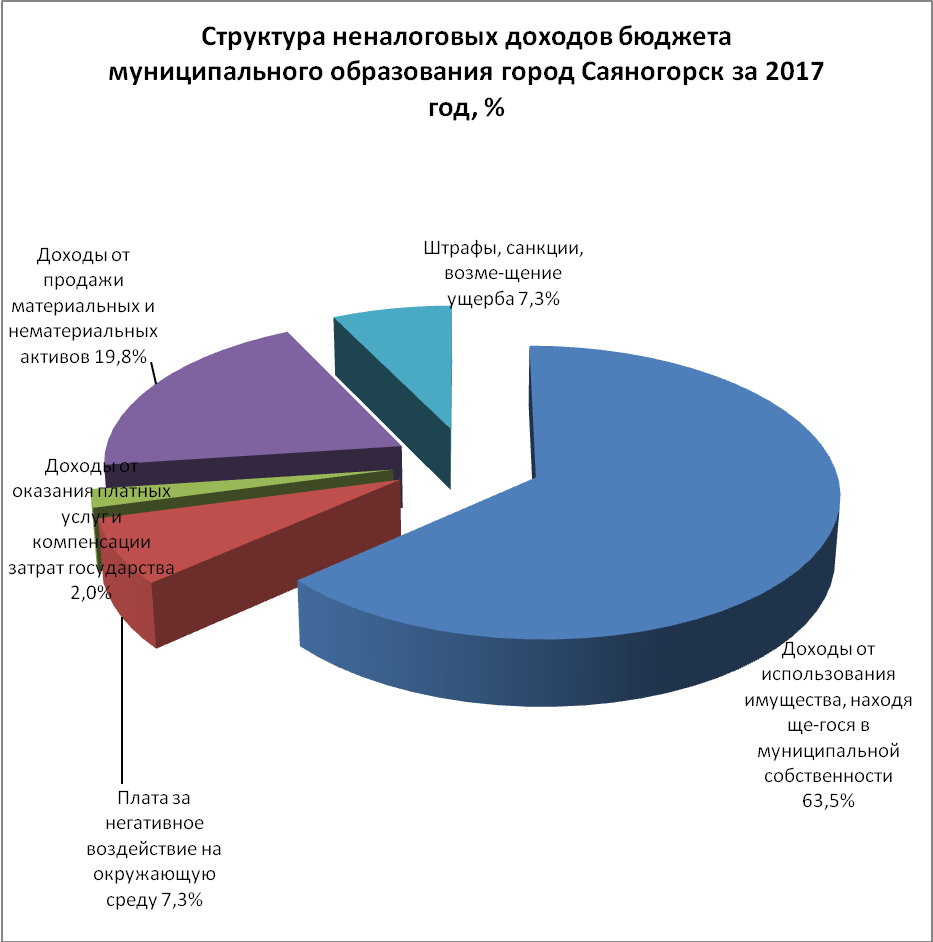 Структура неналоговых доходов бюджета
муниципального образования город Саяногорск за 2017
год, %
Штрафы, санкции,
возме-щение
ущерба 7,3%
Доходы от
продажи
материальных и
нематериальных
активов 19,8%
Доходы от
оказания платных
услуг и
компенсации
затрат государства
2,0%
Доходы от
использования
имущества, находя
ще-гося в
муниципальной
собственности
63,5%
Плата за
негативное
воздействие на
окружающую
среду 7,3%